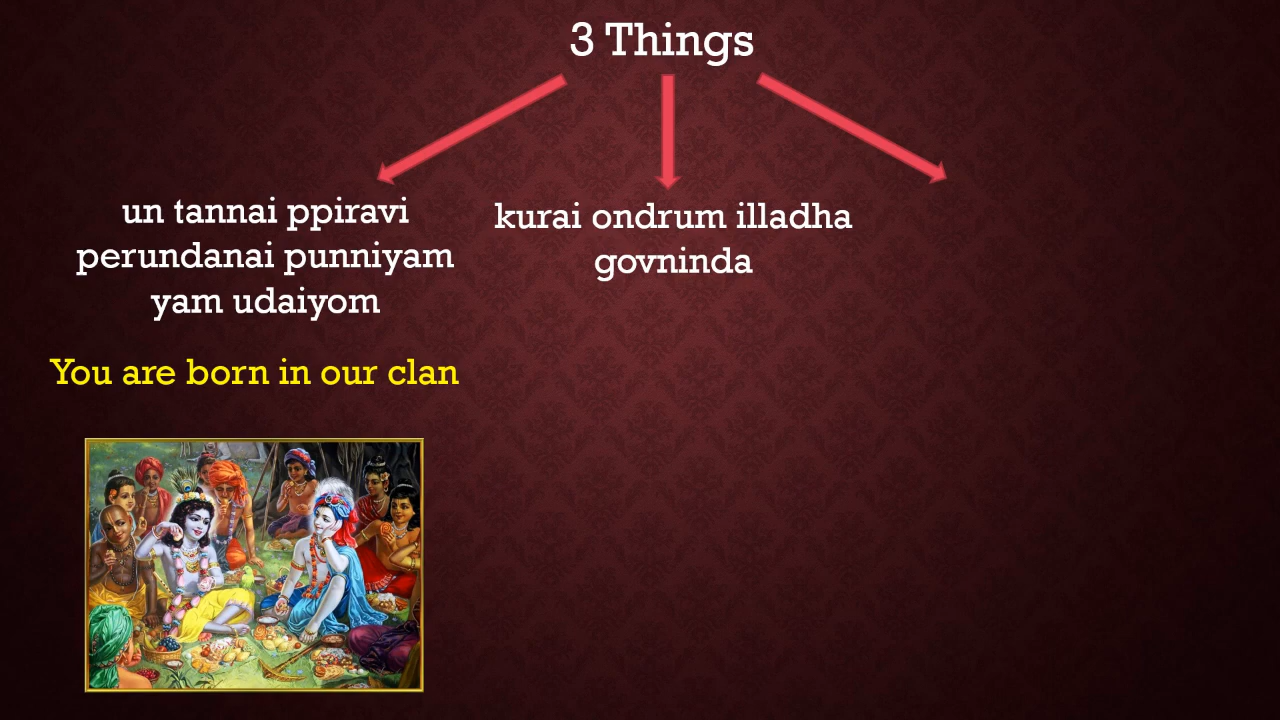 3 Things
un tannai ppiravi
perundanai punniyam
yam udaiyom
kurai ondrum illadha
govninda
You are born in our clan